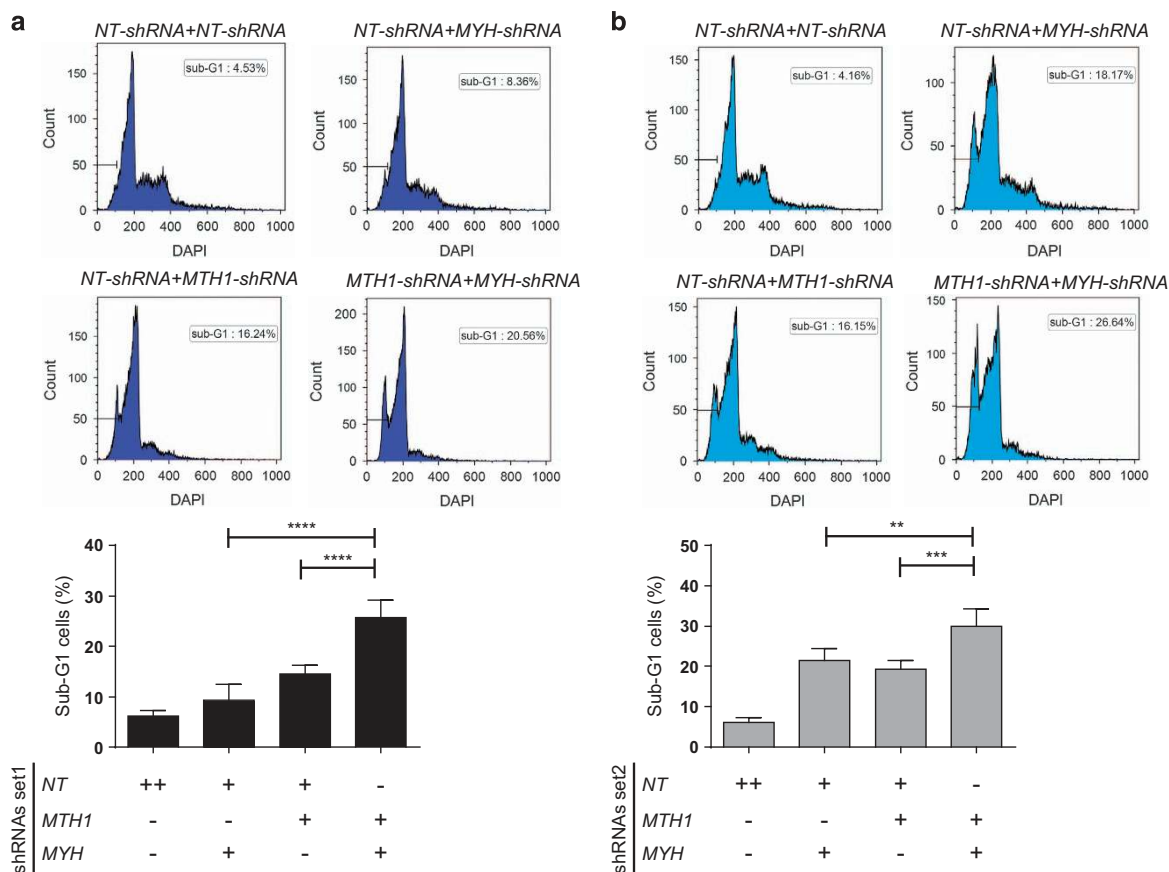 a
NT-shRNA+NT-shRNA
NT-shRNA+MYH-shRNA
sub-G1 : 4.53%
sub-G1 : 8.36%
Count
150
100
50
0
0 200 400 600 800 1000
DAPI
Count
200
150
100
50
0
0 200 400 600 800 1000
DAPI
NT-shRNA+MTH1-shRNA
MTH1-shRNA+MYH-shRNA
sub-G1 : 16.24%
sub-G1 : 20.56%
Count
150
100
50
0
0 200 400 600 800 1000
DAPI
Count
200
150
100
50
0
0 200 400 600 800 1000
DAPI
****
****
Sub-G1 cells (%)
40
30
20
10
0
shRNAs set1
NT ++ + + -
MTH1 - - + +
MYH - + - +
b
NT-shRNA+NT-shRNA
NT-shRNA+MYH-shRNA
sub-G1 : 4.16%
sub-G1 : 18.17%
Count
150
100
50
0
0 200 400 600 800 1000
DAPI
Count
100
50
0
0 200 400 600 800 1000
DAPI
NT-shRNA+MTH1-shRNA
MTH1-shRNA+MYH-shRNA
sub-G1 : 16.15%
sub-G1 : 26.64%
Count
150
100
50
0
0 200 400 600 800 1000
DAPI
Count
150
100
50
0
0 200 400 600 800 1000
DAPI
**
***
Sub-G1 cells (%)
50
40
30
20
10
0
shRNAs set2
NT ++ + + -
MTH1 - - + +
MYH - + - +